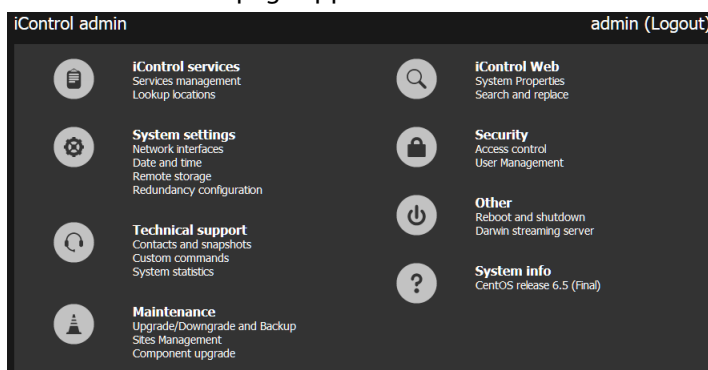 iControl admin
admin (Logout)
iControl services
Services management
Lookup locations
System settings
Network interfaces
Date and time
Remote storage
Redundancy configuration
Technical support
Contacts and snapshots
Custom commands
System statistics
Maintenance
Upgrade/Downgrade and Backup
Sites Management
Component upgrade
iControl Web
System Properties
Search and replace
Security
Access control
User Management
Other
Reboot and shutdown
Darwin streaming server
System info
CentOS release 6.5 (Final)